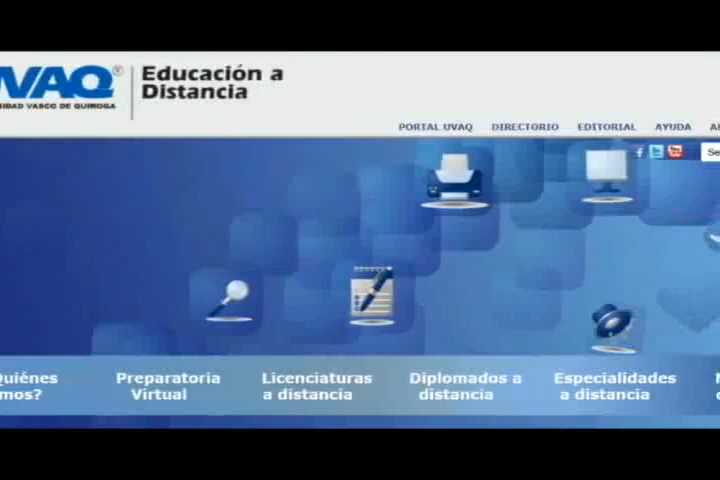 UVAQ®
Educación a
Distancia
SIDAD VASCO DE QUIROGA
PORTAL UVAQ DIRECTORIO EDITORIAL AYUDA
Quiénes
mos?
Preparatoria
Virtual
Licenciaturas
a distancia
Diplomados a
distancia
Especialidades
a distancia